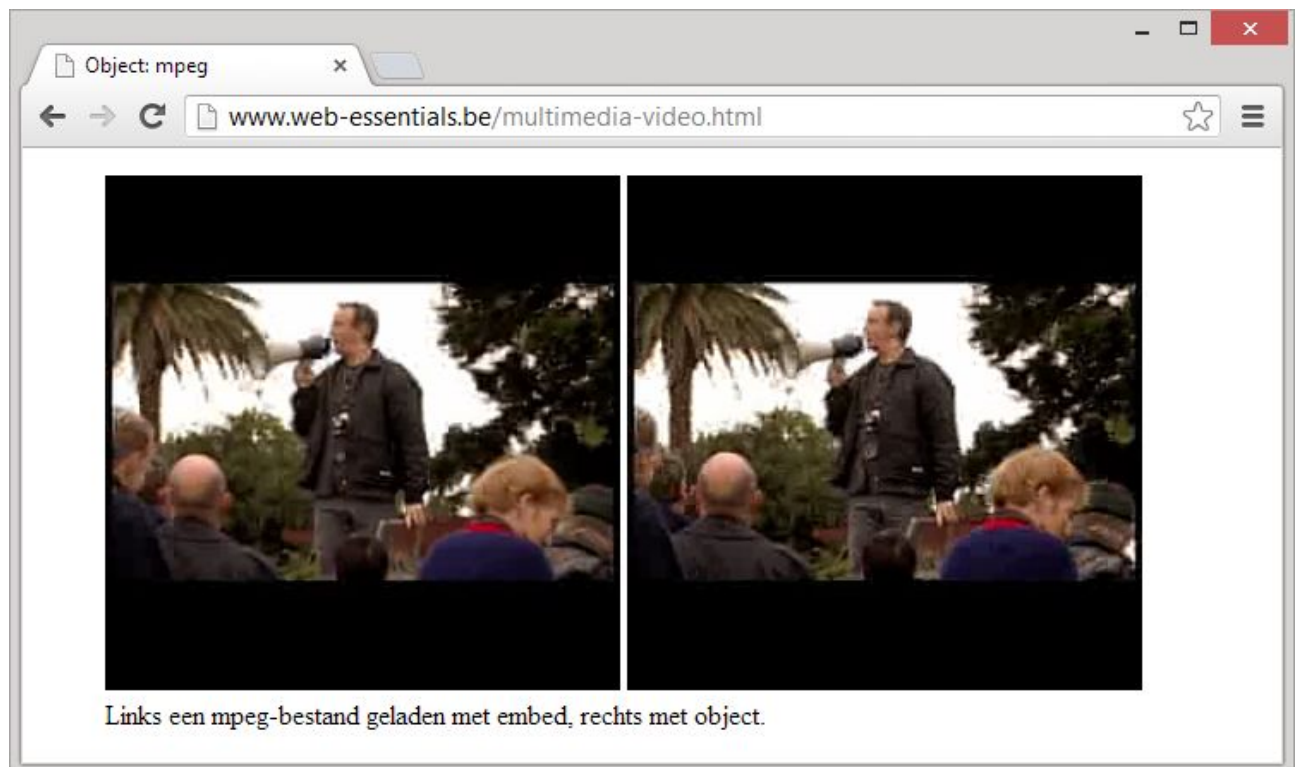 Object: mpeg
www.web-essentials.be/multimedia-video.html
Links een mpeg-bestand geladen met embed, rechts met object.